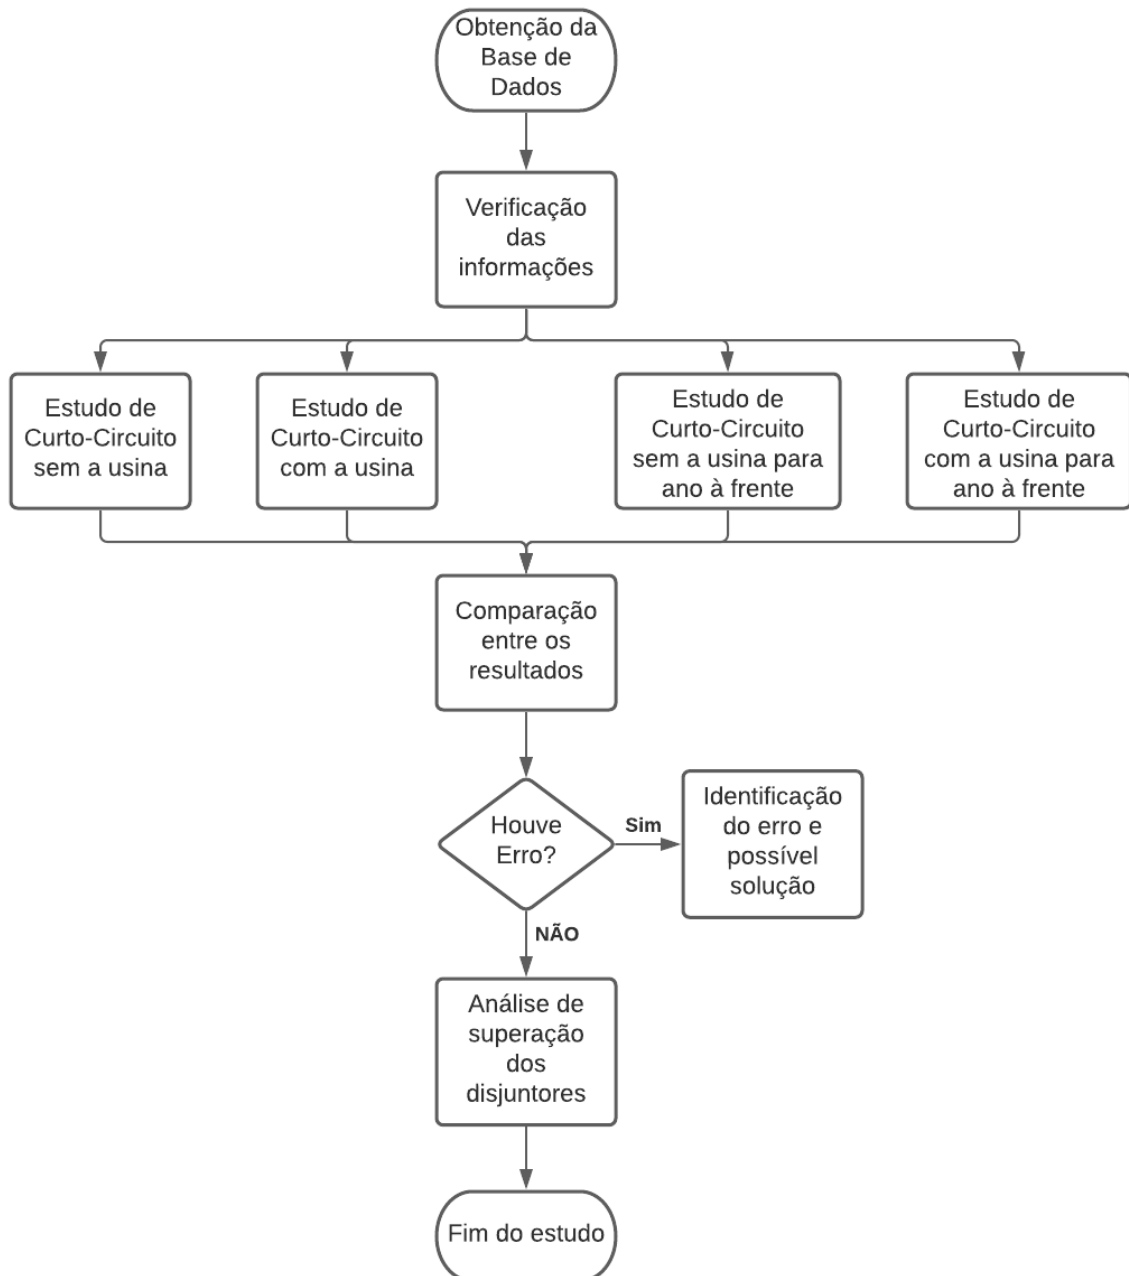 Obtenção da
Base de
Dados
Verificação
das
informações
Estudo de
Curto-Circuito
sem a usina
Estudo de
Curto-Circuito
com a usina
Estudo de
Curto-Circuito
sem a usina para
ano à frente
Estudo de
Curto-Circuito
com a usina para
ano à frente
Comparação
entre os
resultados
Houve
Erro?
Sim
Identificação
do erro e
possível
solução
NÃO
Análise de
superação
dos
disjuntores
Fim do estudo